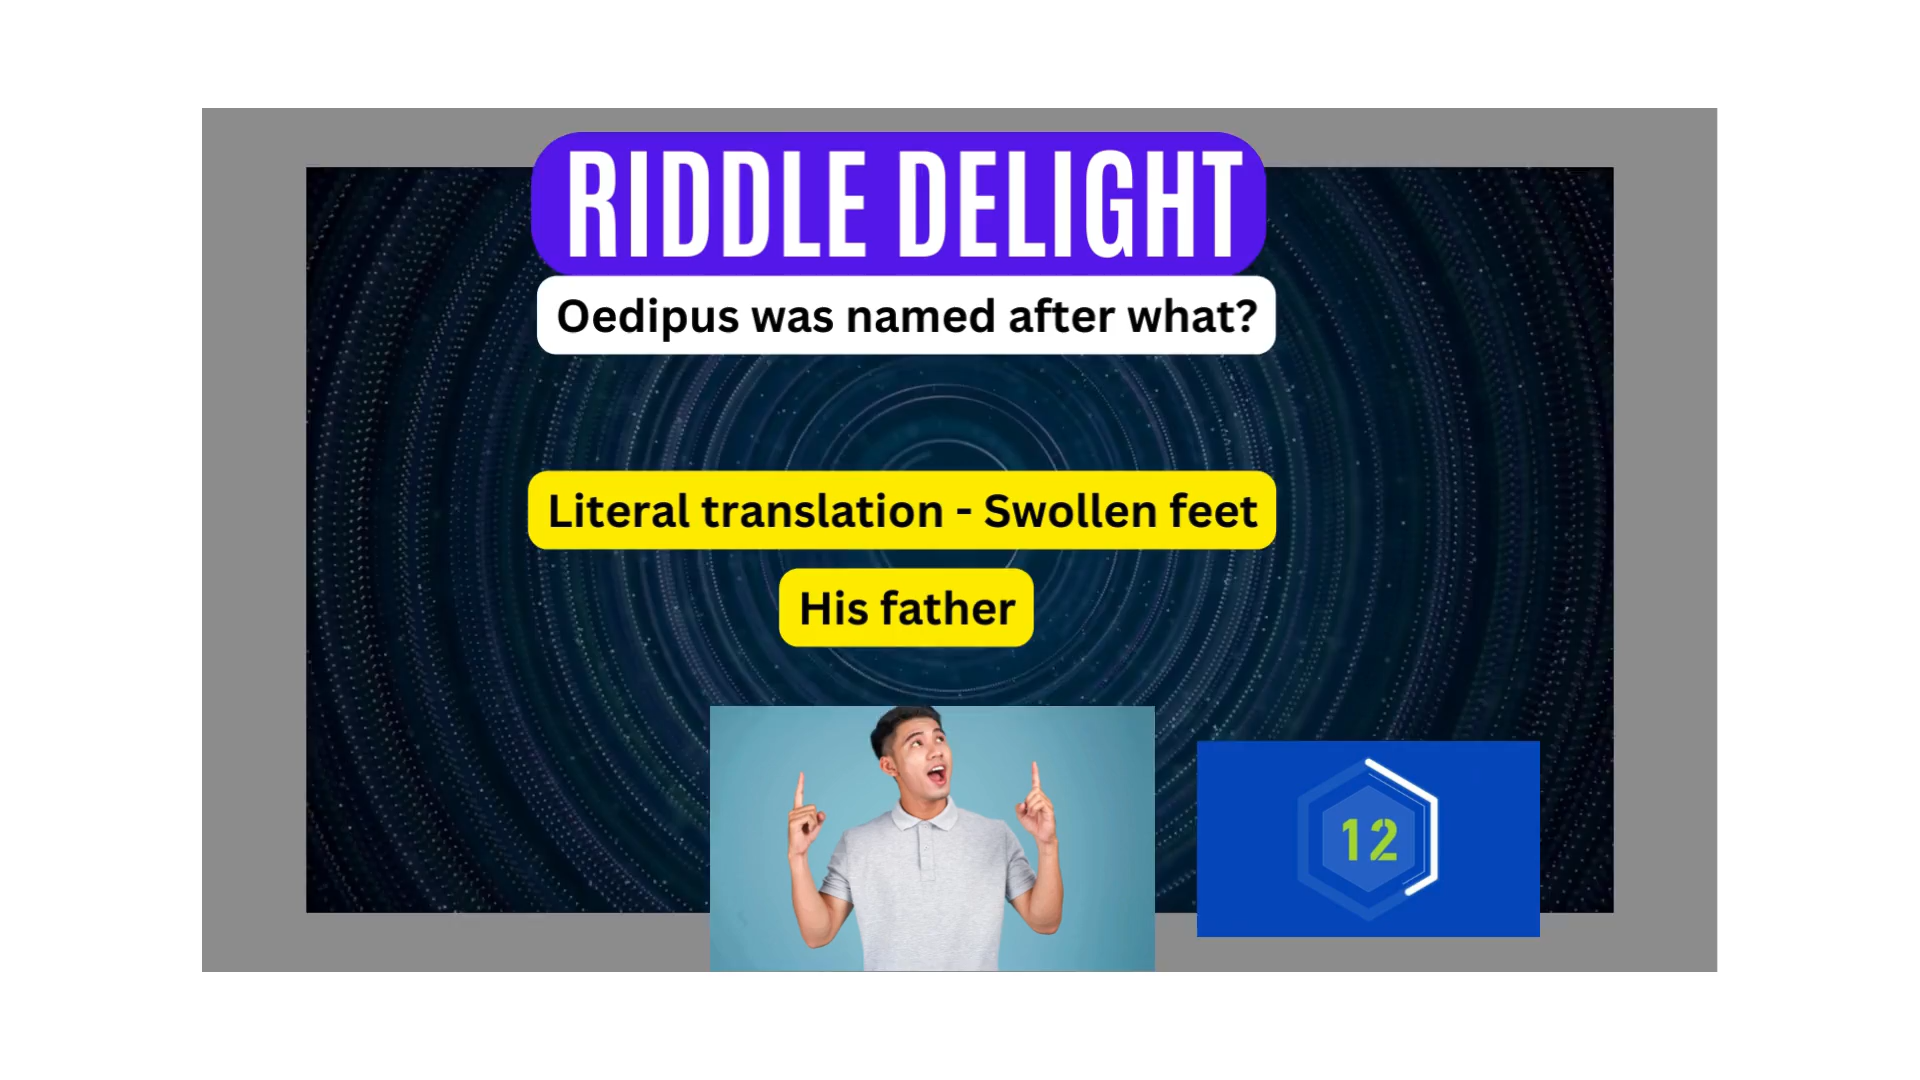 RIDDLE DELIGHT
Oedipus was named after what?
Literal translation - Swollen feet
His father
12